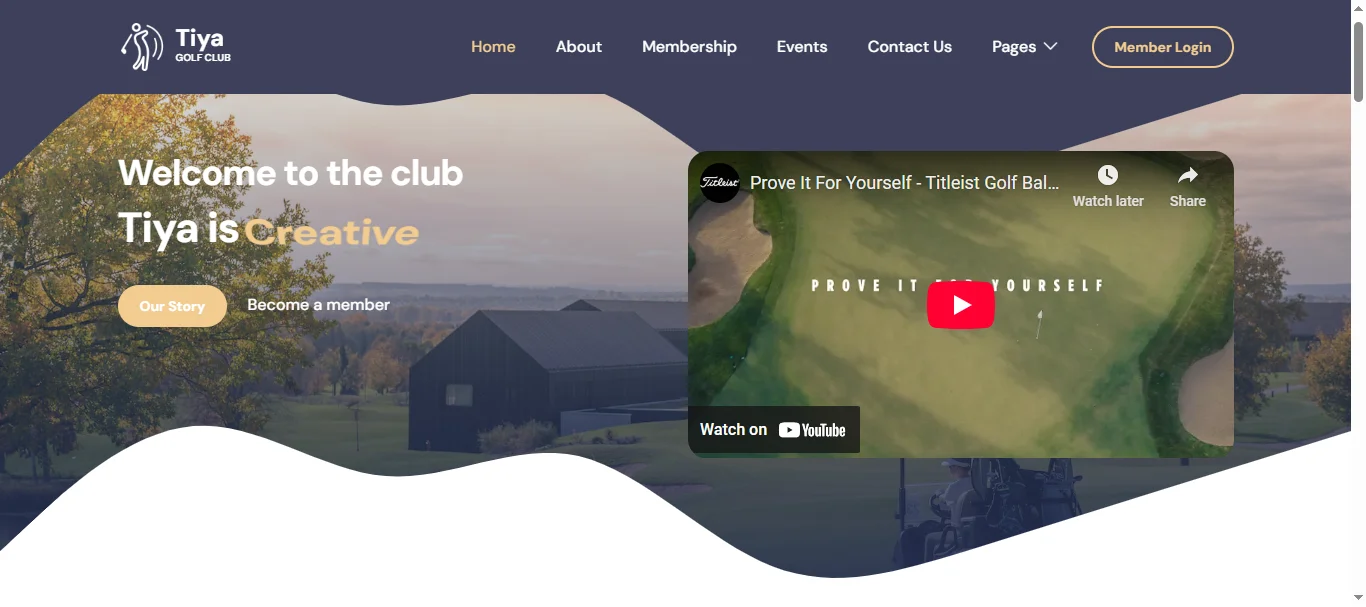 Tiya
GOLF CLUB
Home
About
Membership
Events
Contact Us
Pages
Member Login
Welcome to the club
Tiya is Creative
Our Story
Become a member
Titleist
Prove It For Yourself - Titleist Golf Bal...
Watch later
Share
PROVE IT FOR YOURSELF
Watch on YouTube